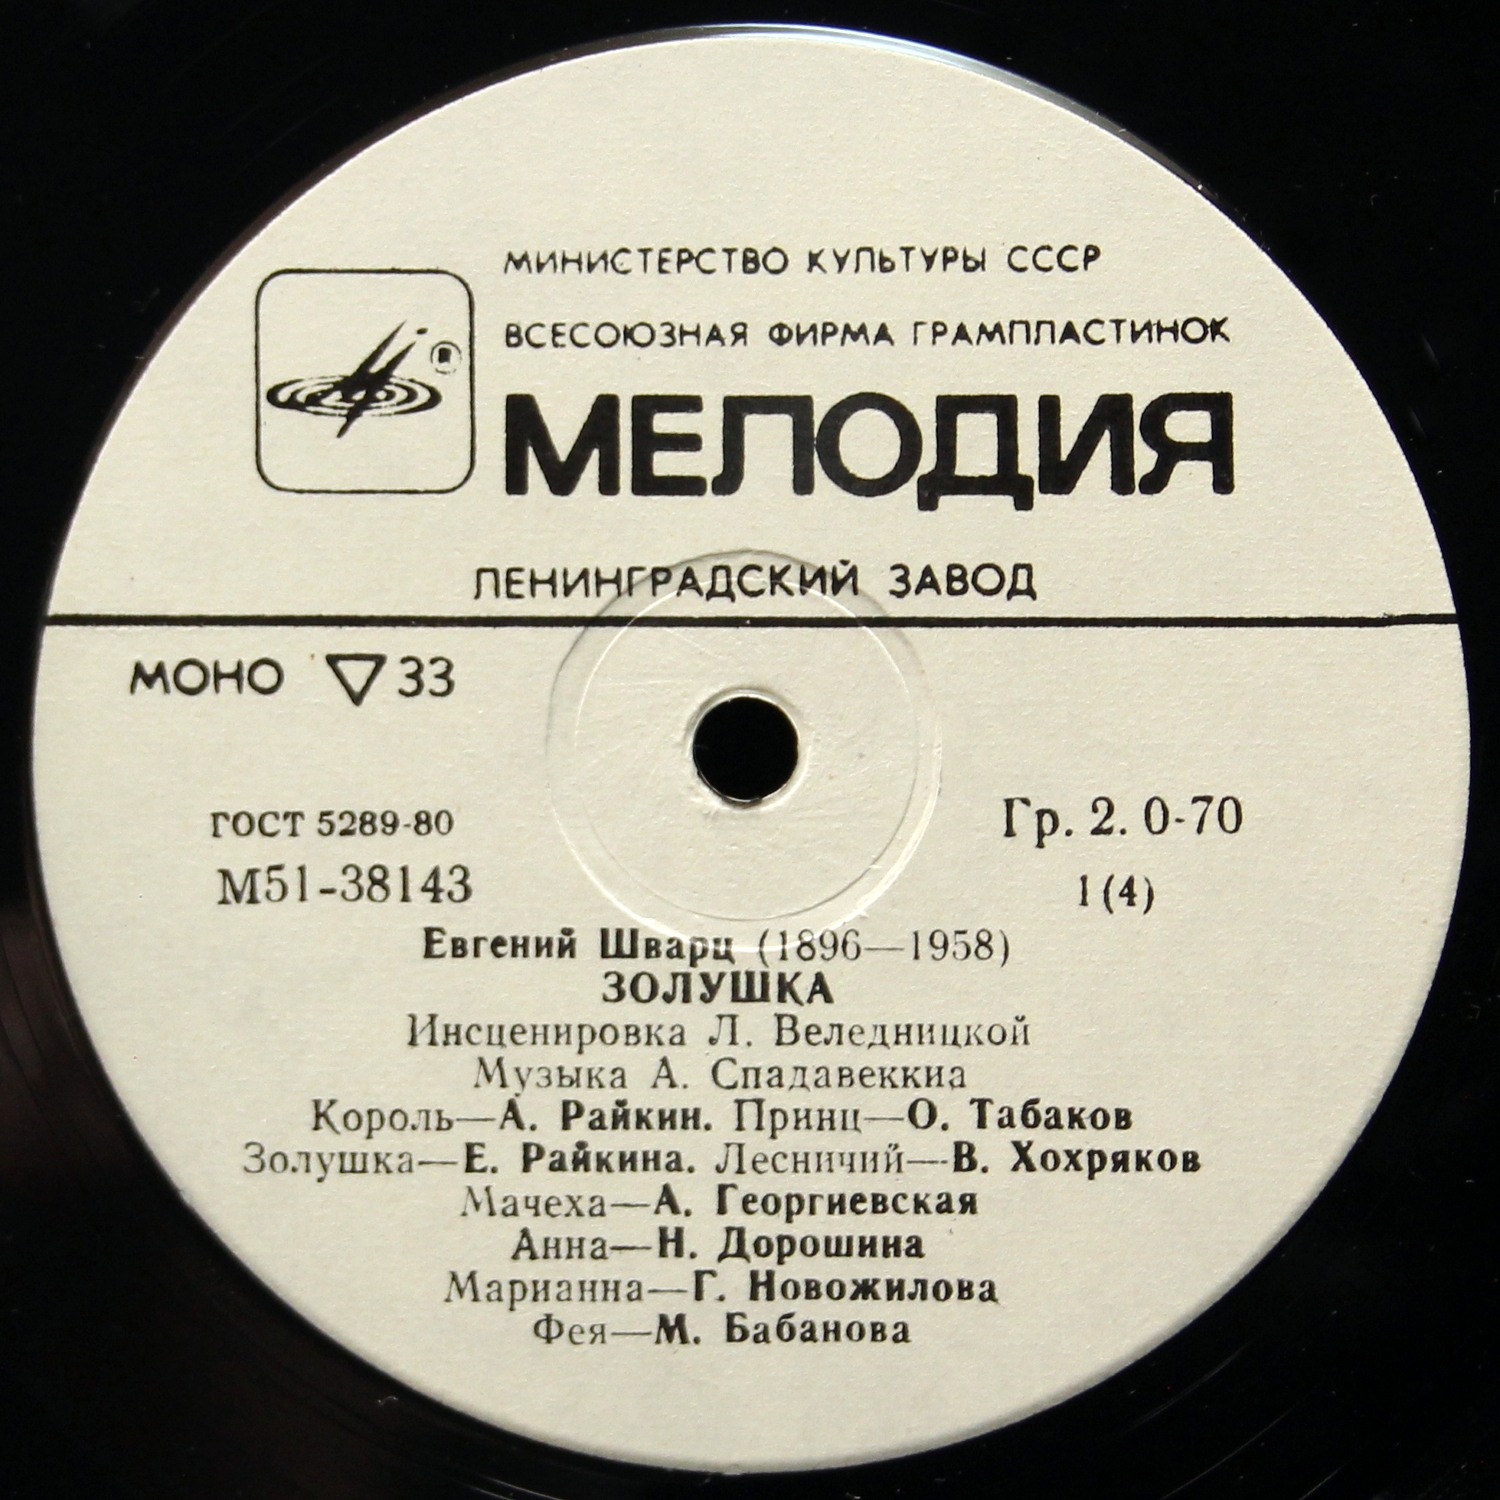 МИНИСТЕРСТВО КУЛЬТУРЫ СССР
ВСЕСОЮЗНАЯ ФИРМА ГРАМПЛАСТИНОК
®
МЕЛОДИЯ
ЛЕНИНГРАДСКИЙ ЗАВОД
МОНО ▽ 33
ГОСТ 5289-80
Гр. 2. 0-70
М51-38143
1 (4)
Евгений Шварц (1896—1958)
ЗОЛУШКА
Инсценировка Л. Веледницкой
Музыка А. Спадавеккиа
Король—А. Райкин. Принц—О. Табаков
Золушка—Е. Райкина. Лесничий—В. Хохряков
Мачеха—А. Георгиевская
Анна—Н. Дорошина
Марианна—Г. Новожилова
Фея—М. Бабанова